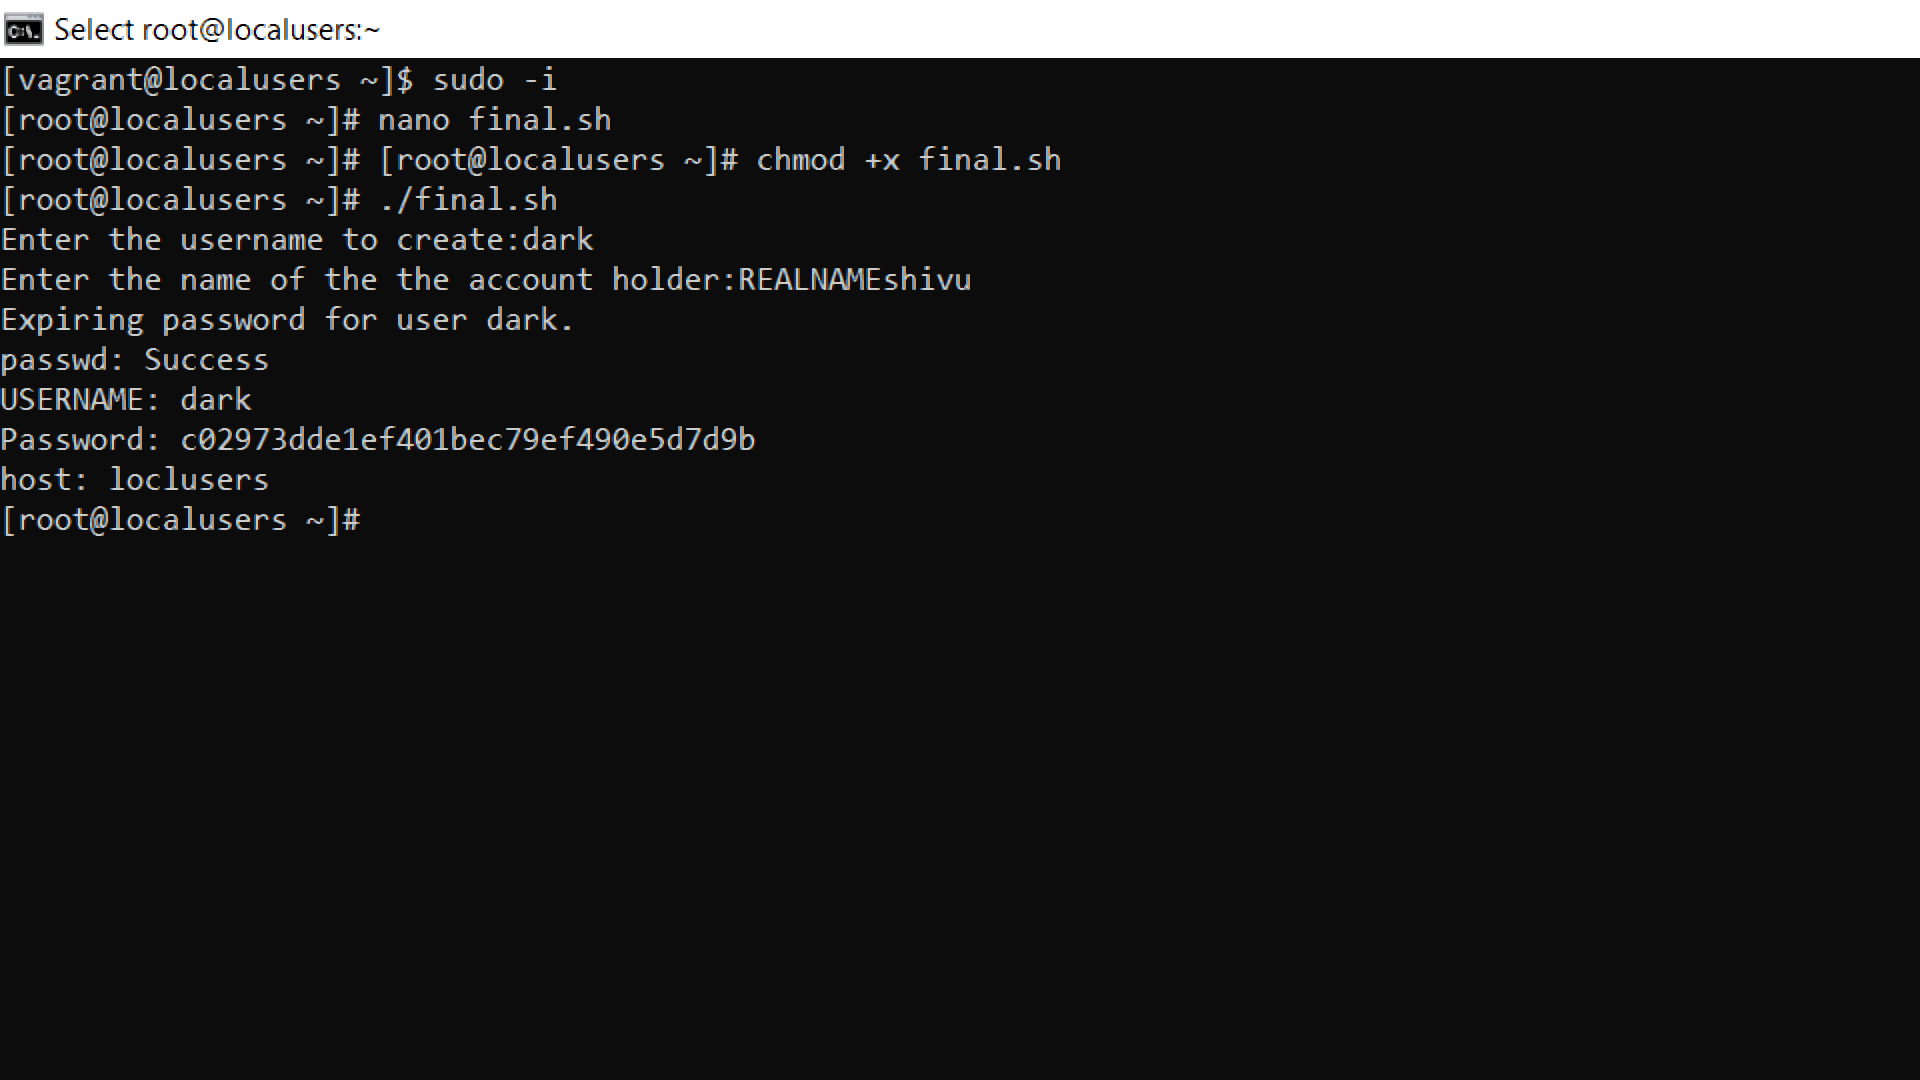 Select root@localusers:~
[vagrant@localusers ~]$ sudo -i
[root@localusers ~]# nano final.sh
[root@localusers ~]# [root@localusers ~]# chmod +x final.sh
[root@localusers ~]# ./final.sh
Enter the username to create:dark
Enter the name of the the account holder:REALNAMEshivu
Expiring password for user dark.
passwd: Success
USERNAME: dark
Password: c02973dde1ef401bec79ef490e5d7d9b
host: loclusers
[root@localusers ~]#